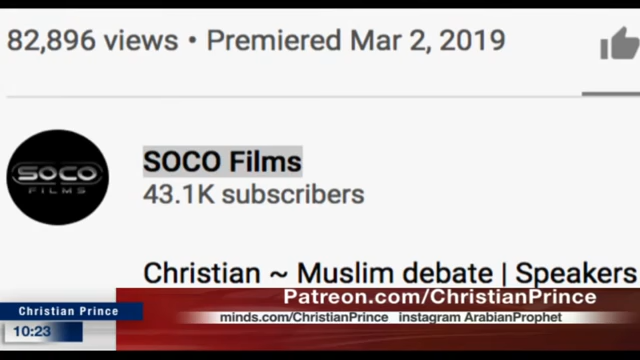 82,896 views • Premiered Mar 2, 2019
SOCO
FILMS
SOCO Films
43.1K subscribers
Christian ~ Muslim debate | Speakers
Patreon.com/ChristianPrince
Christian Prince
minds.com/ChristianPrince instagram ArabianProphet
10:23